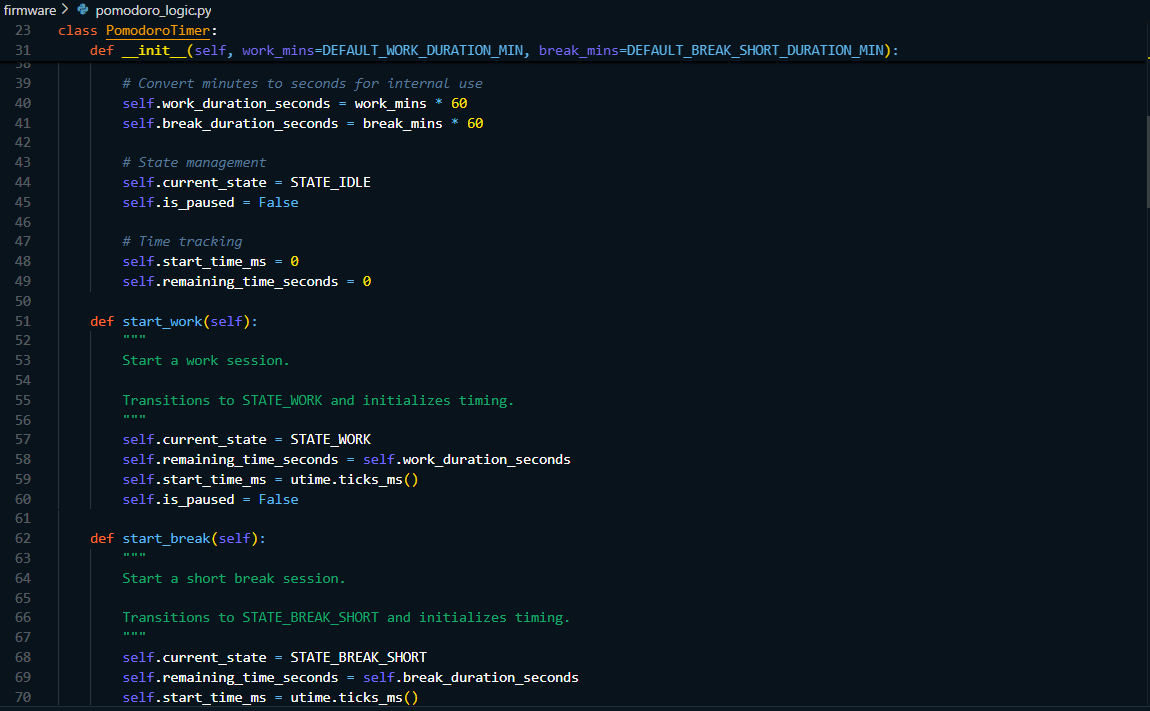 firmware > pomodoro_logic.py
23 class PomodoroTimer:
31 def __init__(self, work_mins=DEFAULT_WORK_DURATION_MIN, break_mins=DEFAULT_BREAK_SHORT_DURATION_MIN):
38
39 # Convert minutes to seconds for internal use
40 self.work_duration_seconds = work_mins * 60
41 self.break_duration_seconds = break_mins * 60
42
43 # State management
44 self.current_state = STATE_IDLE
45 self.is_paused = False
46
47 # Time tracking
48 self.start_time_ms = 0
49 self.remaining_time_seconds = 0
50
51 def start_work(self):
52 """
53 Start a work session.
54
55 Transitions to STATE_WORK and initializes timing.
56 """
57 self.current_state = STATE_WORK
58 self.remaining_time_seconds = self.work_duration_seconds
59 self.start_time_ms = utime.ticks_ms()
60 self.is_paused = False
61
62 def start_break(self):
63 """
64 Start a short break session.
65
66 Transitions to STATE_BREAK_SHORT and initializes timing.
67 """
68 self.current_state = STATE_BREAK_SHORT
69 self.remaining_time_seconds = self.break_duration_seconds
70 self.start_time_ms = utime.ticks_ms()